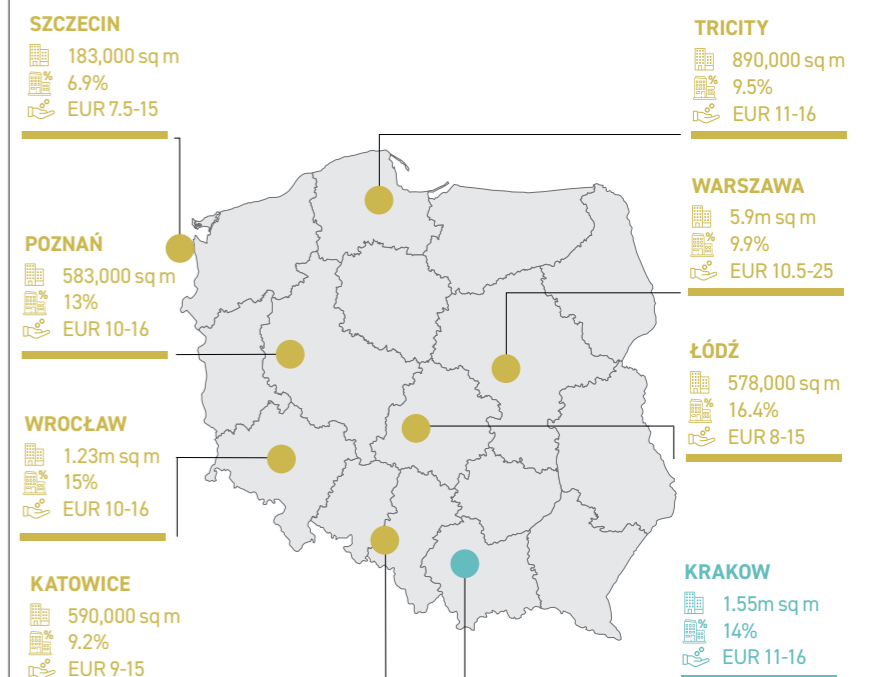 SZCZECIN
183,000 sq m
6.9%
EUR 7.5-15
POZNAŃ
583,000 sq m
13%
EUR 10-16
WROCŁAW
1.23m sq m
15%
EUR 10-16
KATOWICE
590,000 sq m
9.2%
EUR 9-15
TRICITY
890,000 sq m
9.5%
EUR 11-16
WARSZAWA
5.9m sq m
9.9%
EUR 10.5-25
ŁÓDŹ
578,000 sq m
16.4%
EUR 8-15
KRAKOW
1.55m sq m
14%
EUR 11-16